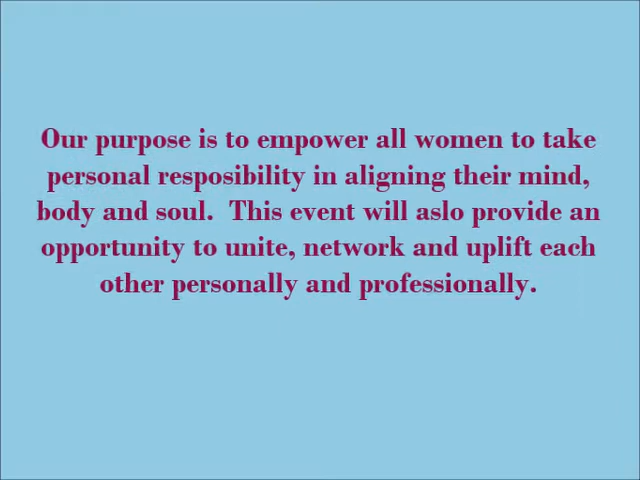 Our purpose is to empower all women to take
personal resposibility in aligning their mind,
body and soul.  This event will aslo provide an
opportunity to unite, network and uplift each
other personally and professionally.